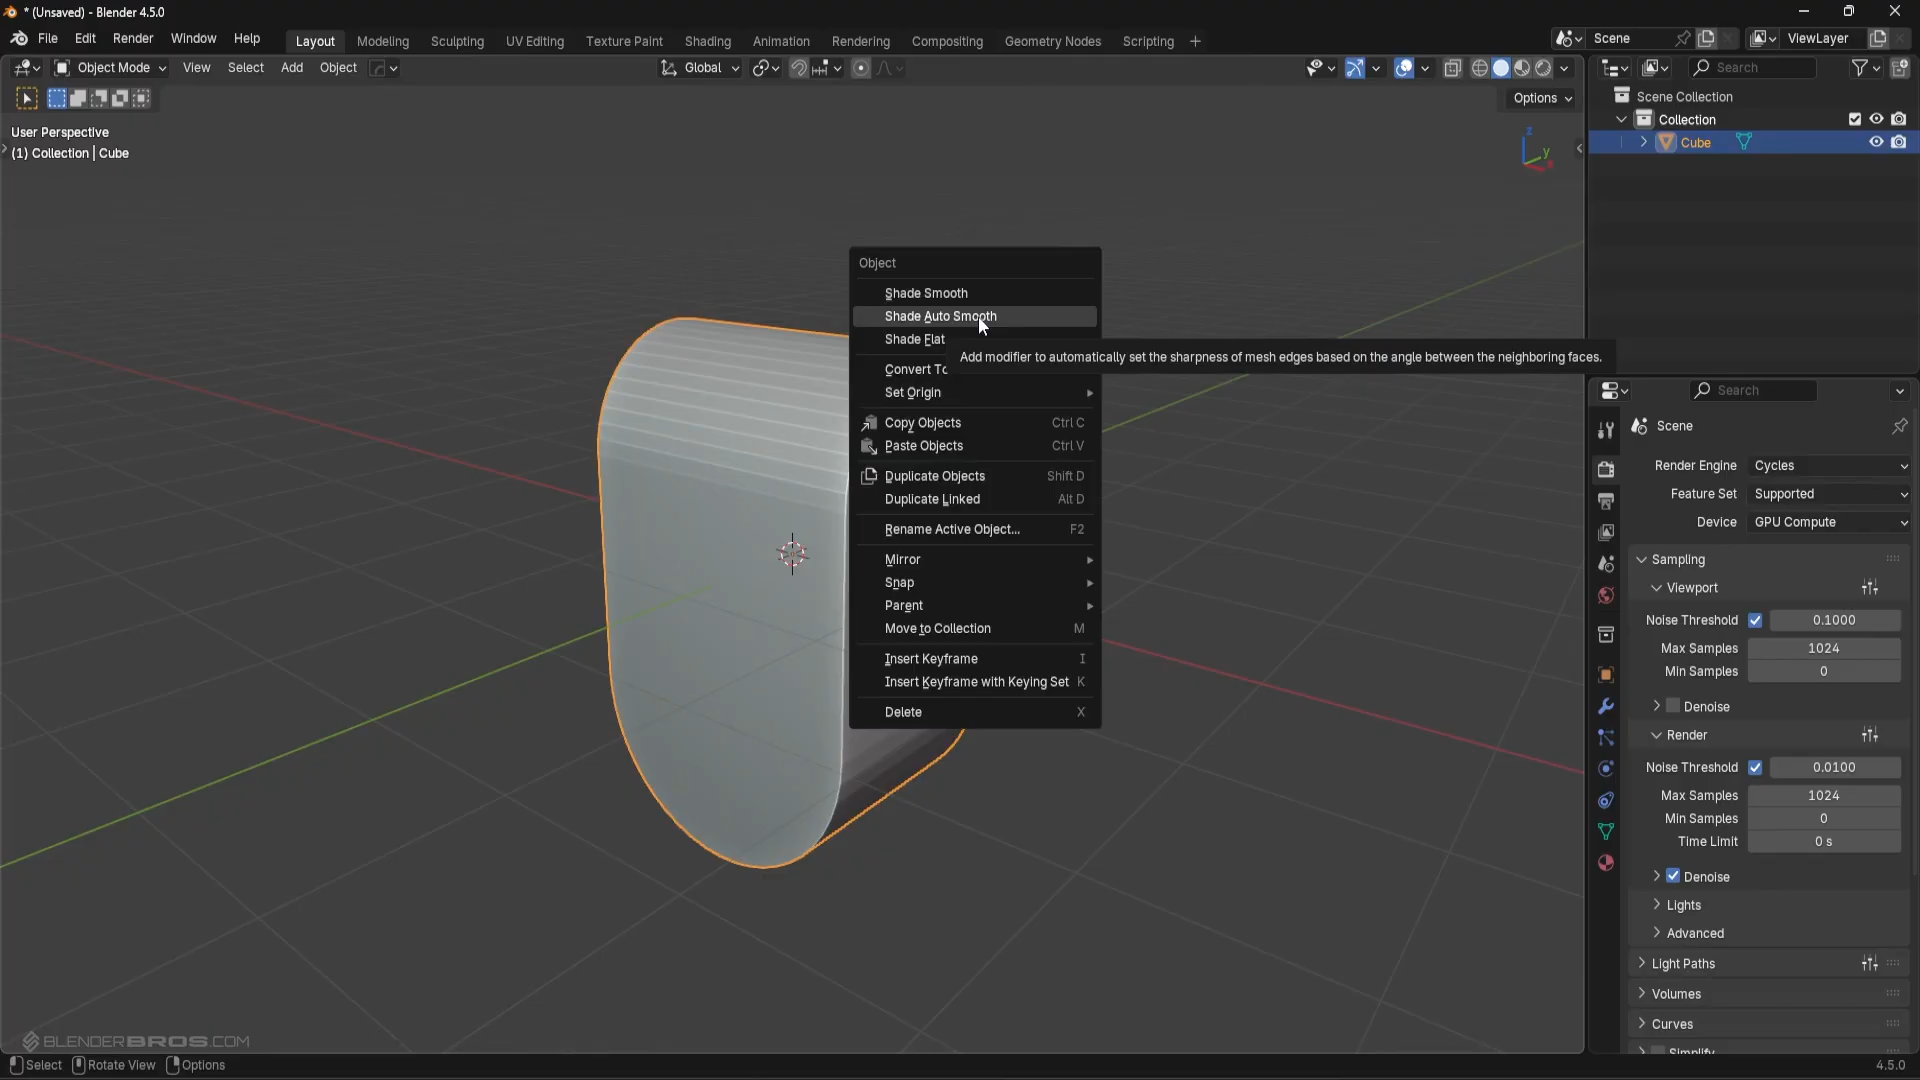 * (Unsaved) - Blender 4.5.0
File Edit Render Window Help Layout Modeling Sculpting UV Editing Texture Paint Shading Animation Rendering Compositing Geometry Nodes Scripting + Scene ViewLayer
Object Mode View Select Add Object Global Search
Options
User Perspective
(1) Collection | Cube
Z
y
Scene Collection
Collection
Cube
Object
Shade Smooth
Shade Auto Smooth
Shade Flat
Add modifier to automatically set the sharpness of mesh edges based on the angle between the neighboring faces.
Convert To
Set Origin
Copy Objects Ctrl C
Paste Objects Ctrl V
Duplicate Objects Shift D
Duplicate Linked Alt D
Rename Active Object... F2
Mirror
Snap
Parent
Move to Collection M
Insert Keyframe I
Insert Keyframe with Keying Set K
Delete X
Search
Scene
Render Engine Cycles
Feature Set Supported
Device GPU Compute
Sampling
Viewport
Noise Threshold 0.1000
Max Samples 1024
Min Samples 0
Denoise
Render
Noise Threshold 0.0100
Max Samples 1024
Min Samples 0
Time Limit 0 s
Denoise
Lights
Advanced
Light Paths
Volumes
Curves
Simplify
BLENDERBROS.COM
Select Rotate View Options 4.5.0